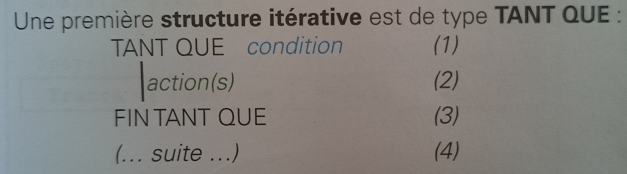 Une première structure itérative est de type TANT QUE :
TANT QUE condition (1)
action(s) (2)
FIN TANT QUE (3)
(... suite ...) (4)